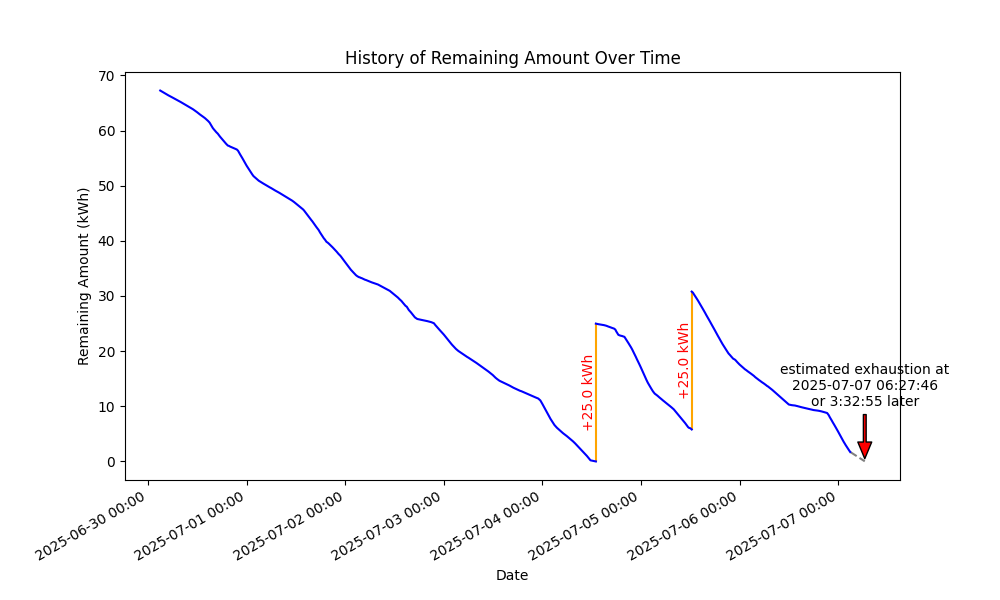 History of Remaining Amount Over Time
Remaining Amount (kWh)
70
60
50
40
30
20
10
0
+25.0 kWh
+25.0 kWh
estimated exhaustion at
2025-07-07 06:27:46
or 3:32:55 later
2025-06-30 00:00
2025-07-01 00:00
2025-07-02 00:00
2025-07-03 00:00
2025-07-04 00:00
2025-07-05 00:00
2025-07-06 00:00
2025-07-07 00:00
Date